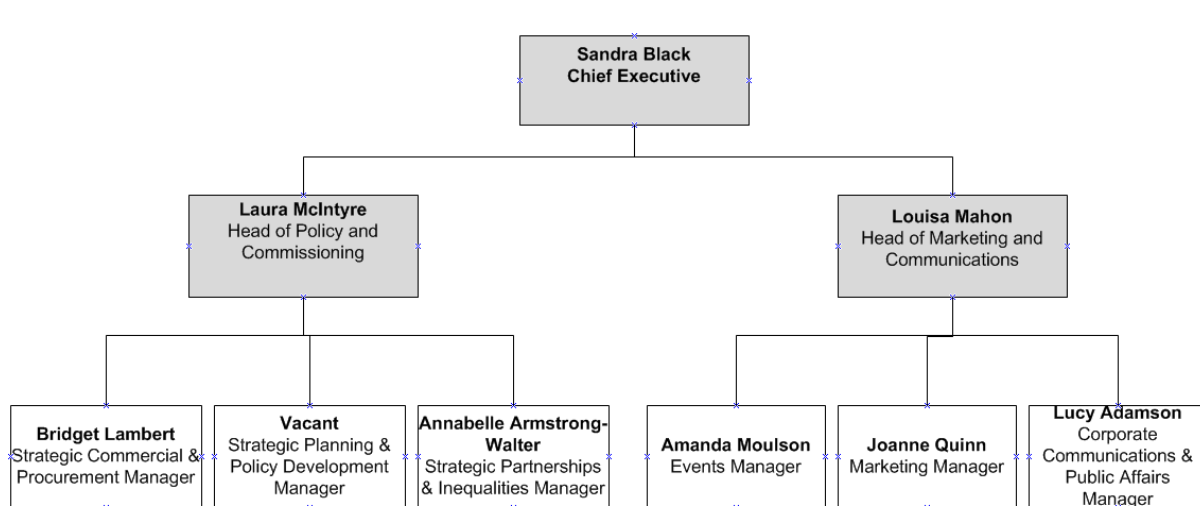 Sandra Black
Chief Executive
Laura McIntyre
Head of Policy and
Commissioning
Louisa Mahon
Head of Marketing and
Communications
Bridget Lambert
Strategic Commercial &
Procurement Manager
Vacant
Strategic Planning &
Policy Development
Manager
Annabelle Armstrong-
Walter
Strategic Partnerships
& Inequalities Manager
Amanda Moulson
Events Manager
Joanne Quinn
Marketing Manager
Lucy Adamson
Corporate
Communications &
Public Affairs
Manager